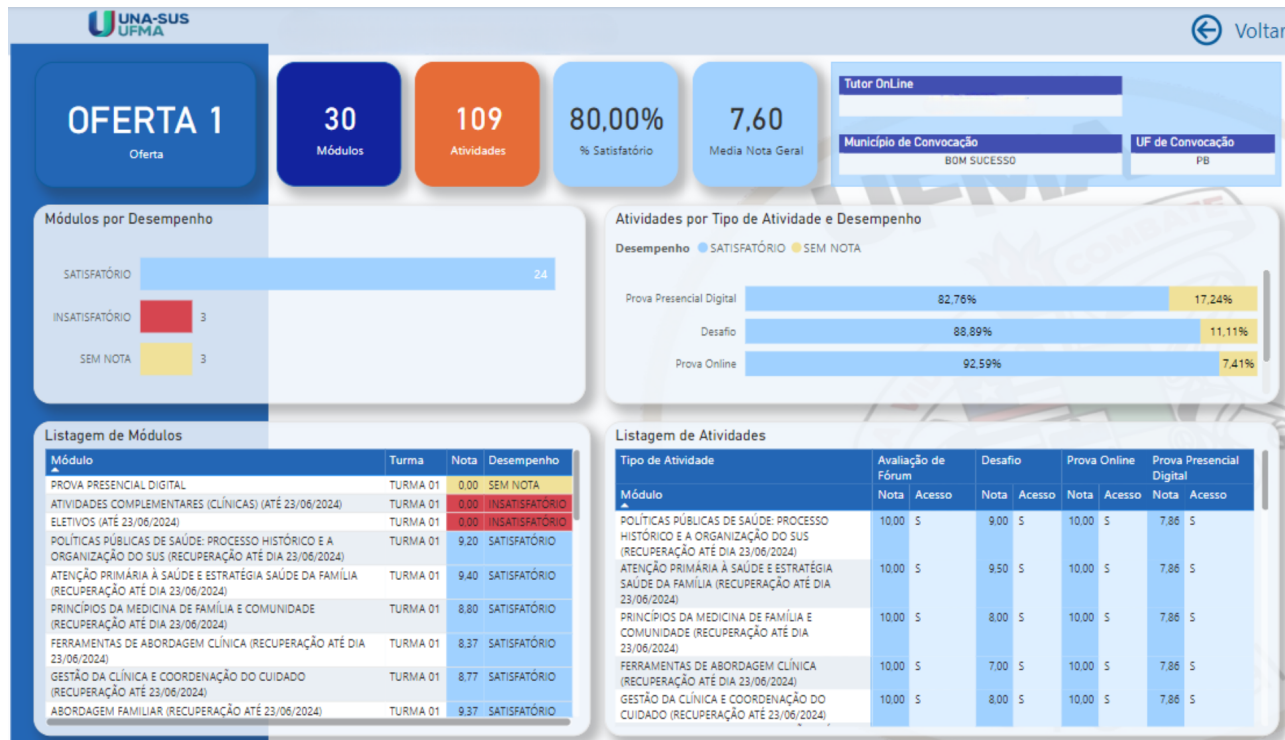 UNA-SUS
UFMA
Voltar
OFERTA 1
Oferta
30
Módulos
109
Atividades
80,00%
% Satisfatório
7,60
Media Nota Geral
Tutor OnLine
Município de Convocação
BOM SUCESSO
UF de Convocação
PB
Módulos por Desempenho
SATISFATÓRIO 24
INSATISFATÓRIO 3
SEM NOTA 3
Atividades por Tipo de Atividade e Desempenho
Desempenho SATISFATÓRIO SEM NOTA
Prova Presencial Digital 82,76% 17,24%
Desafio 88,89% 11,11%
Prova Online 92,59% 7,41%
UFMA
COMBATE
Listagem de Módulos
Módulo Turma Nota Desempenho
PROVA PRESENCIAL DIGITAL TURMA 01 0,00 SEM NOTA
ATIVIDADES COMPLEMENTARES (CLÍNICAS) (ATÉ 23/06/2024) TURMA 01 0,00 INSATISFATÓRIO
ELETIVOS (ATÉ 23/06/2024) TURMA 01 0,00 INSATISFATÓRIO
POLÍTICAS PÚBLICAS DE SAÚDE: PROCESSO HISTÓRICO E A TURMA 01 9,20 SATISFATÓRIO
ORGANIZAÇÃO DO SUS (RECUPERAÇÃO ATÉ DIA 23/06/2024)
ATENÇÃO PRIMÁRIA À SAÚDE E ESTRATÉGIA SAÚDE DA FAMÍLIA TURMA 01 9,40 SATISFATÓRIO
(RECUPERAÇÃO ATÉ DIA 23/06/2024)
PRINCÍPIOS DA MEDICINA DE FAMÍLIA E COMUNIDADE TURMA 01 8,80 SATISFATÓRIO
(RECUPERAÇÃO ATÉ DIA 23/06/2024)
FERRAMENTAS DE ABORDAGEM CLÍNICA (RECUPERAÇÃO ATÉ DIA TURMA 01 8,37 SATISFATÓRIO
23/06/2024)
GESTÃO DA CLÍNICA E COORDENAÇÃO DO CUIDADO TURMA 01 8,77 SATISFATÓRIO
(RECUPERAÇÃO ATÉ 23/06/2024)
ABORDAGEM FAMILIAR (RECUPERAÇÃO ATÉ 23/06/2024) TURMA 01 9,37 SATISFATÓRIO
Listagem de Atividades
Tipo de Atividade Avaliação de Desafio Prova Online Prova Presencial
Fórum Digital
Módulo Nota Acesso Nota Acesso Nota Acesso Nota Acesso
POLÍTICAS PÚBLICAS DE SAÚDE: PROCESSO 10,00 S 9,00 S 10,00 S 7,86 S
HISTÓRICO E A ORGANIZAÇÃO DO SUS
(RECUPERAÇÃO ATÉ DIA 23/06/2024)
ATENÇÃO PRIMÁRIA À SAÚDE E ESTRATÉGIA 10,00 S 9,50 S 10,00 S 7,86 S
SAÚDE DA FAMÍLIA (RECUPERAÇÃO ATÉ DIA
23/06/2024)
PRINCÍPIOS DA MEDICINA DE FAMÍLIA E 10,00 S 8,00 S 10,00 S 7,86 S
COMUNIDADE (RECUPERAÇÃO ATÉ DIA
23/06/2024)
FERRAMENTAS DE ABORDAGEM CLÍNICA 10,00 S 7,00 S 10,00 S 7,86 S
(RECUPERAÇÃO ATÉ DIA 23/06/2024)
GESTÃO DA CLÍNICA E COORDENAÇÃO DO 10,00 S 8,00 S 10,00 S 7,86 S
CUIDADO (RECUPERAÇÃO ATÉ 23/06/2024)